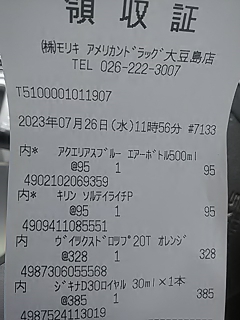 領収証
㈱モリキ アメリカンドラッグ大豆島店
TEL 026-222-3007
T5100001011907
2023年07月26日(水)11時56分 #7133
内* アクエリアスブルー エアーボトル500ml
@95 1 95
4902102069359
内* キリン ソルティライチP
@95 1 95
4909411085551
内 ヴイックスドロップ20T オレンジ
@328 1 328
4987306055568
内 ジキナD30ロイヤル 30ml×1本
@385 1 385
4987524113019